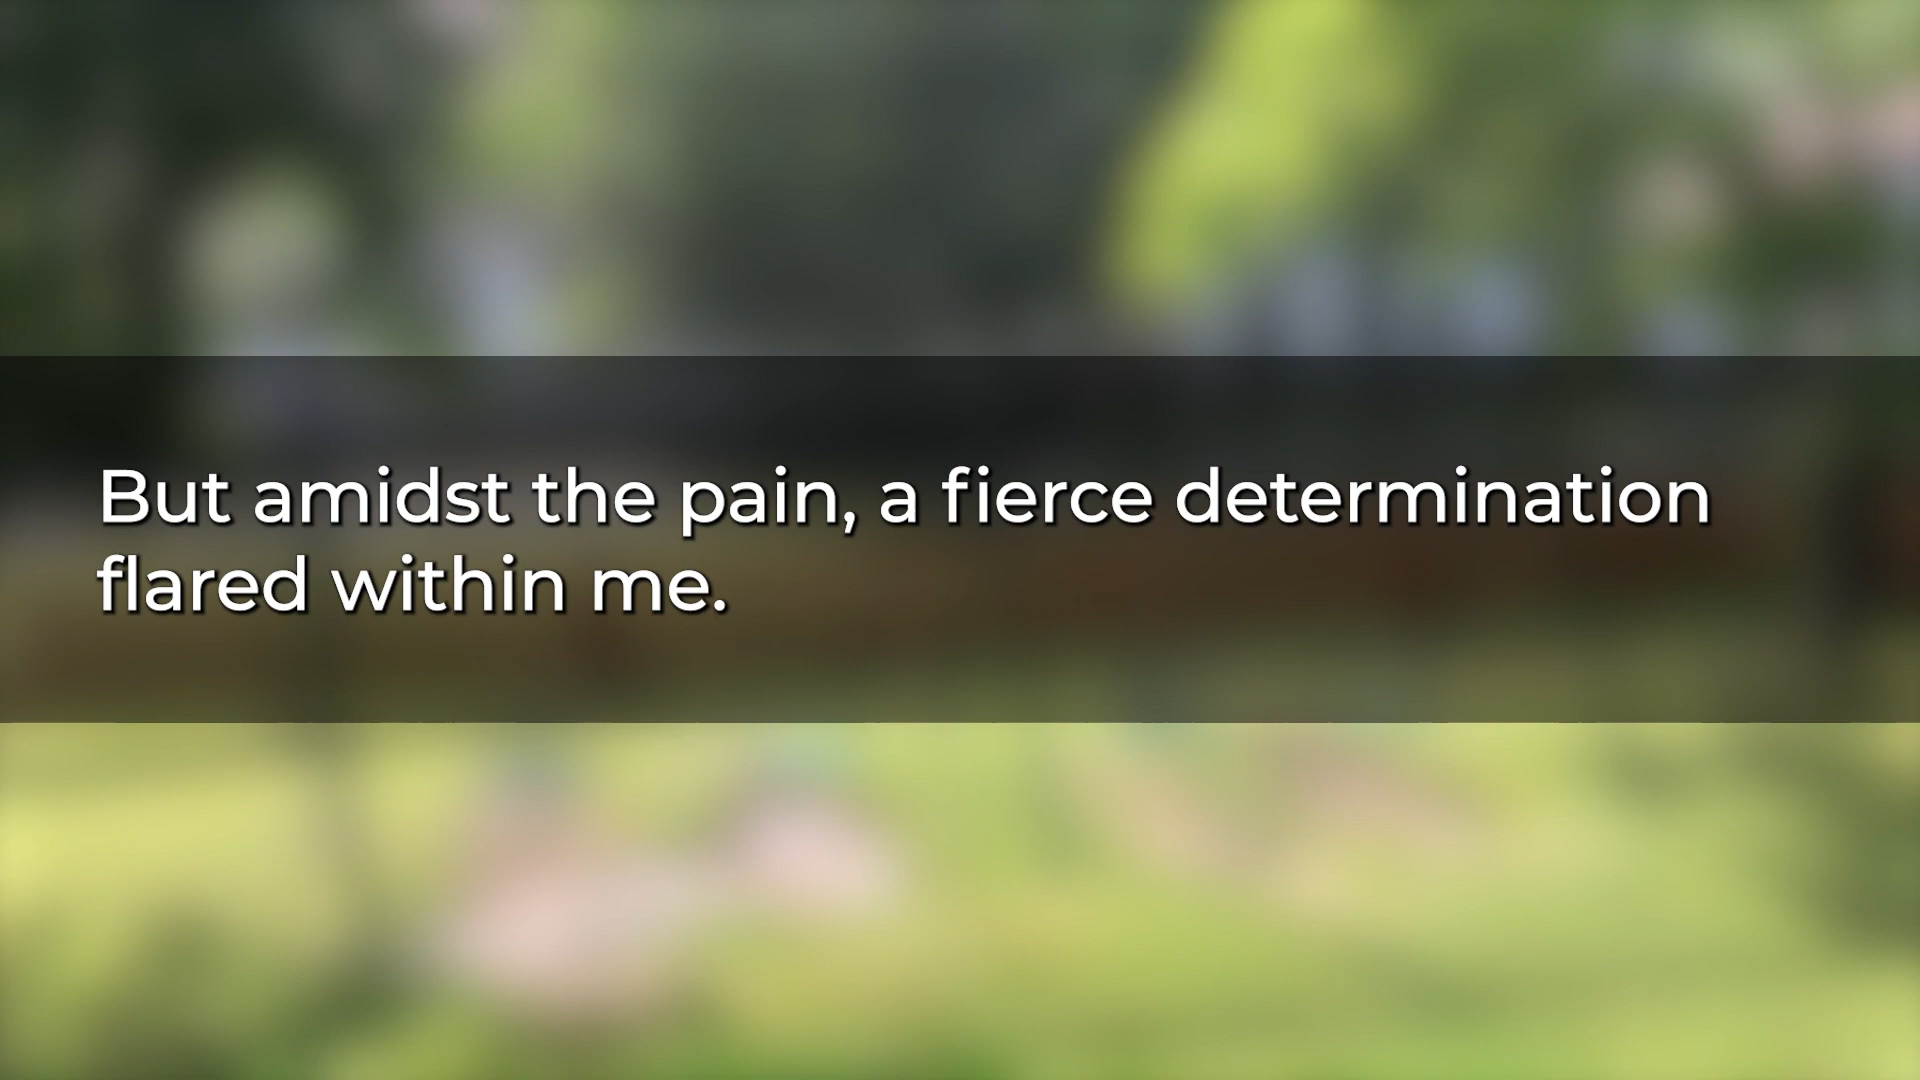 But amidst the pain, a fierce determination
flared within me.